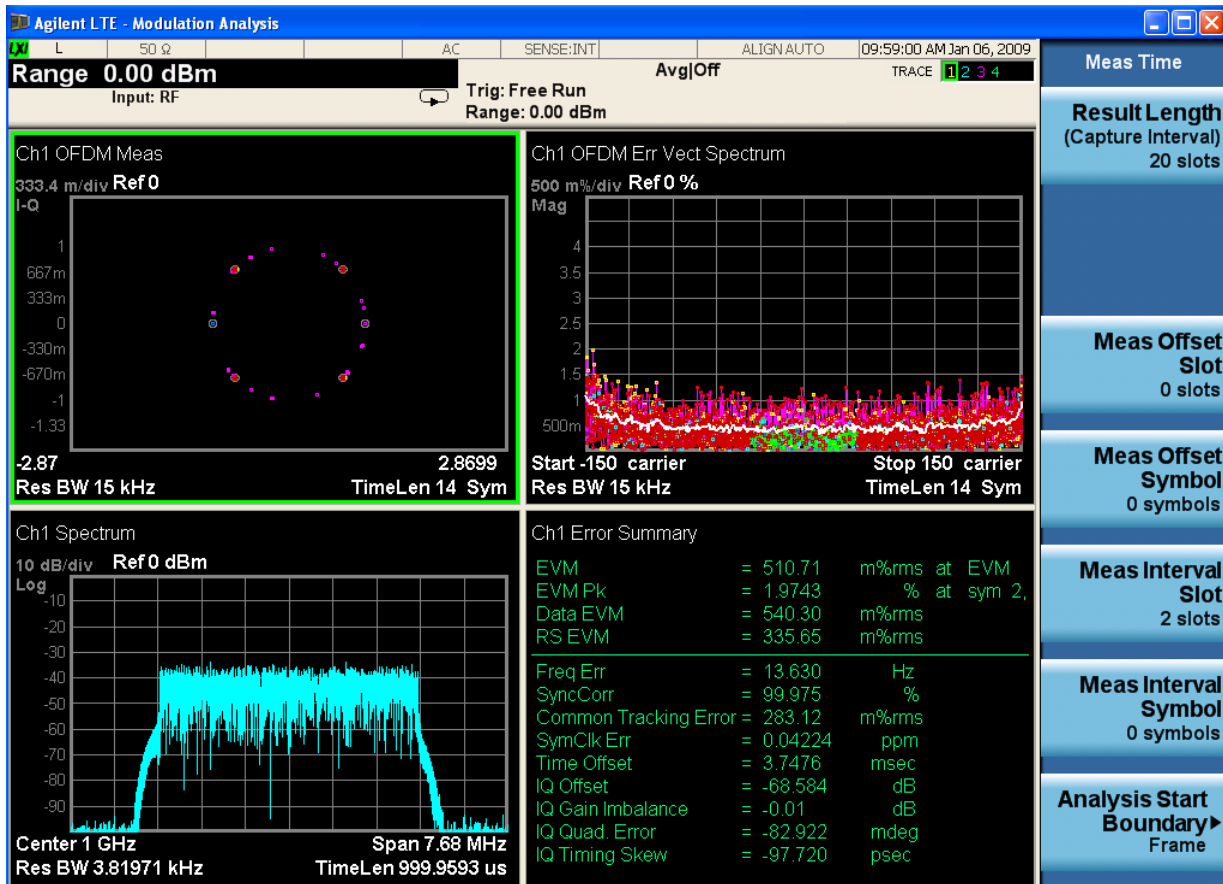 Agilent LTE - Modulation Analysis
LXI L 50 Ω AC SENSE:INT ALIGN AUTO 09:59:00 AM Jan 06, 2009
Range 0.00 dBm
Input: RF
Trig: Free Run
Range: 0.00 dBm
Avg|Off
TRACE 1 2 3 4
Ch1 OFDM Meas
333.4 m/div Ref 0
I-Q
1
667m
333m
0
-330m
-670m
-1
-1.33
-2.87 2.8699
Res BW 15 kHz TimeLen 14 Sym
Ch1 OFDM Err Vect Spectrum
500 m%/div Ref 0 %
Mag
4
3.5
3
2.5
2
1.5
1
500m
Start -150 carrier Stop 150 carrier
Res BW 15 kHz TimeLen 14 Sym
Ch1 Spectrum
10 dB/div Ref 0 dBm
Log
-10
-20
-30
-40
-50
-60
-70
-80
-90
Center 1 GHz Span 7.68 MHz
Res BW 3.81971 kHz TimeLen 999.9593 us
Ch1 Error Summary
EVM = 510.71 m%rms at EVM
EVM Pk = 1.9743 % at sym 2,
Data EVM = 540.30 m%rms
RS EVM = 335.65 m%rms
Freq Err = 13.630 Hz
SyncCorr = 99.975 %
Common Tracking Error = 283.12 m%rms
SymClk Err = 0.04224 ppm
Time Offset = 3.7476 msec
IQ Offset = -68.584 dB
IQ Gain Imbalance = -0.01 dB
IQ Quad. Error = -82.922 mdeg
IQ Timing Skew = -97.720 psec
Meas Time
Result Length
(Capture Interval)
20 slots
Meas Offset
Slot
0 slots
Meas Offset
Symbol
0 symbols
Meas Interval
Slot
2 slots
Meas Interval
Symbol
0 symbols
Analysis Start
Boundary
Frame